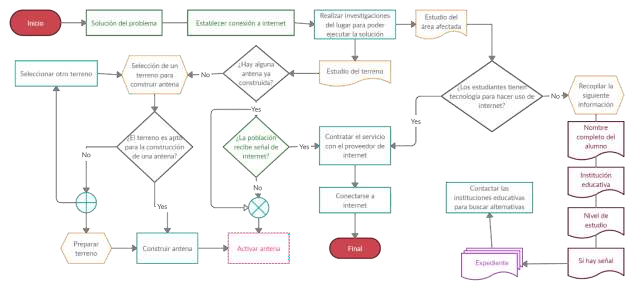 Inicio
Solución del problema
Establecer conesión a internet
Realizar investigaciones
del lugar para poder
ejecutar la solución
Estudio del
área afectada
Seleccionar otro terreno
Selección de un
terreno para
construir antena
No
¿Hay alguna
antena ya
construida?
Estudio del terreno
¿Los estudiantes tienen
tecnología para hacer uso de
internet?
No
Recopilar la
siguiente
información
Yes
Yes
¿El terreno es apto
para la construcción
de una antena?
¿La población
recibe señal de
internet?
Yes
Contratar el servicio
con el proveedor de
internet
Nombre
completo del
alumno
No
Institución
educativa
No
Conectarse a
internet
Contactar las
instituciones educativas
para buscar alternativas
Yes
Nivel de
estudio
Preparar
terreno
Construir antena
Activar antena
Final
Expediente
Si hay señal